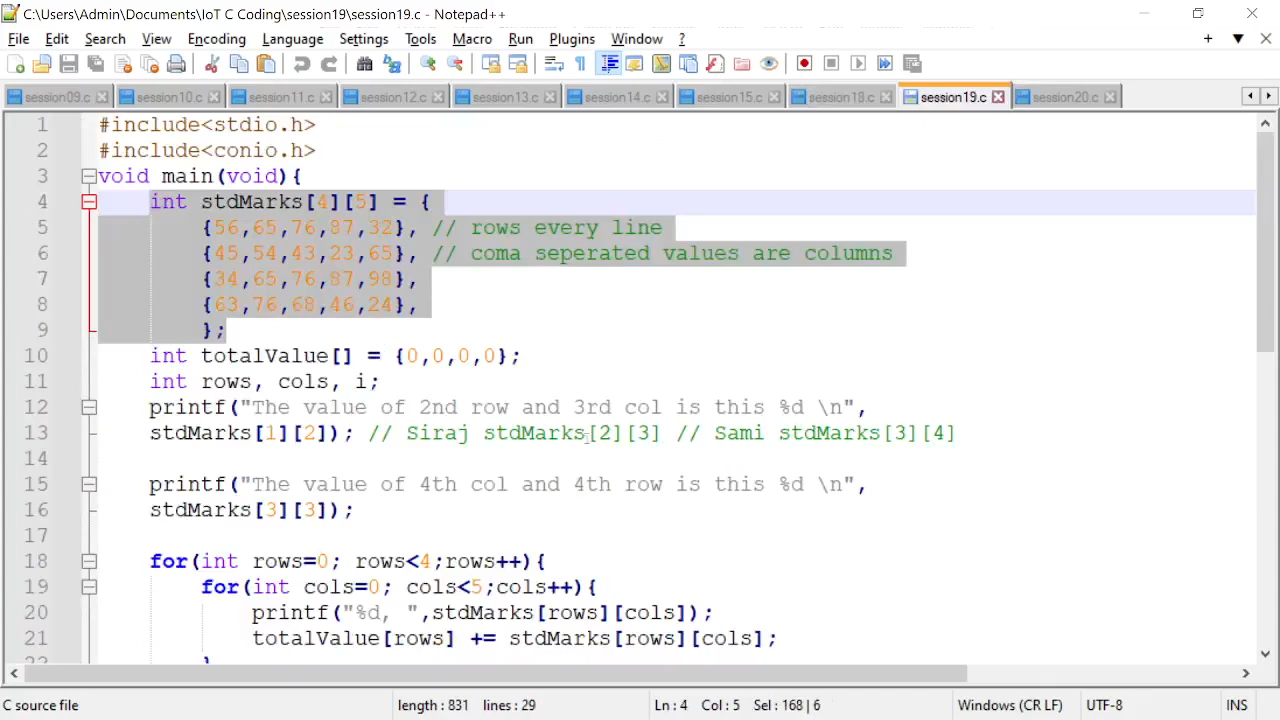 C:\Users\Admin\Documents\IoT C Coding\session19\session19.c - Notepad++
File Edit Search View Encoding Language Settings Tools Macro Run Plugins Window ?
session09.c session10.c session11.c session12.c session13.c session14.c session15.c session18.c session19.c session20.c
1 #include<stdio.h>
2 #include<conio.h>
3 void main(void){
4 int stdMarks[4][5] = {
5 {56,65,76,87,32}, // rows every line
6 {45,54,43,23,65}, // coma seperated values are columns
7 {34,65,76,87,98},
8 {63,76,68,46,24},
9 };
10 int totalValue[] = {0,0,0,0};
11 int rows, cols, i;
12 printf("The value of 2nd row and 3rd col is this %d \n",
13 stdMarks[1][2]); // Siraj stdMarks[2][3] // Sami stdMarks[3][4]
14
15 printf("The value of 4th col and 4th row is this %d \n",
16 stdMarks[3][3]);
17
18 for(int rows=0; rows<4;rows++){
19 for(int cols=0; cols<5;cols++){
20 printf("%d, ",stdMarks[rows][cols]);
21 totalValue[rows] += stdMarks[rows][cols];
22 }
C source file length : 831 lines : 29 Ln : 4 Col : 5 Sel : 168 | 6 Windows (CR LF) UTF-8 INS